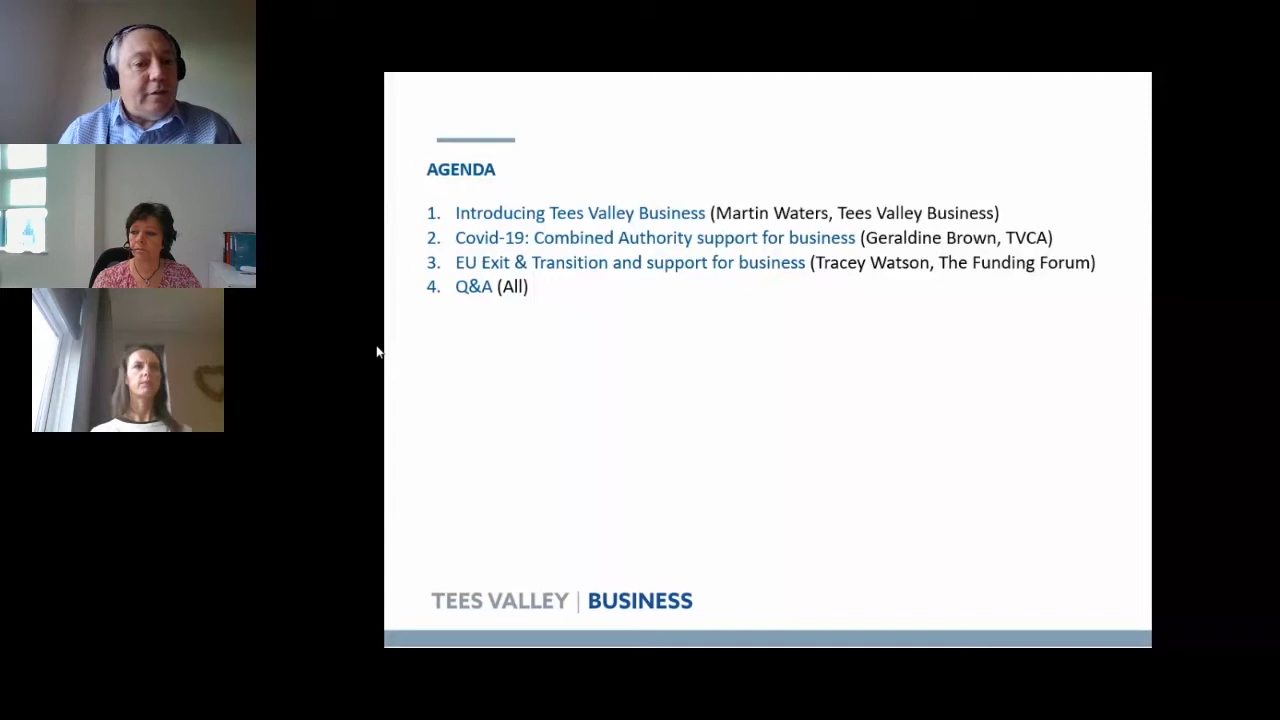 AGENDA
1. Introducing Tees Valley Business (Martin Waters, Tees Valley Business)
2. Covid-19: Combined Authority support for business (Geraldine Brown, TVCA)
3. EU Exit & Transition and support for business (Tracey Watson, The Funding Forum)
4. Q&A (All)
TEES VALLEY | BUSINESS